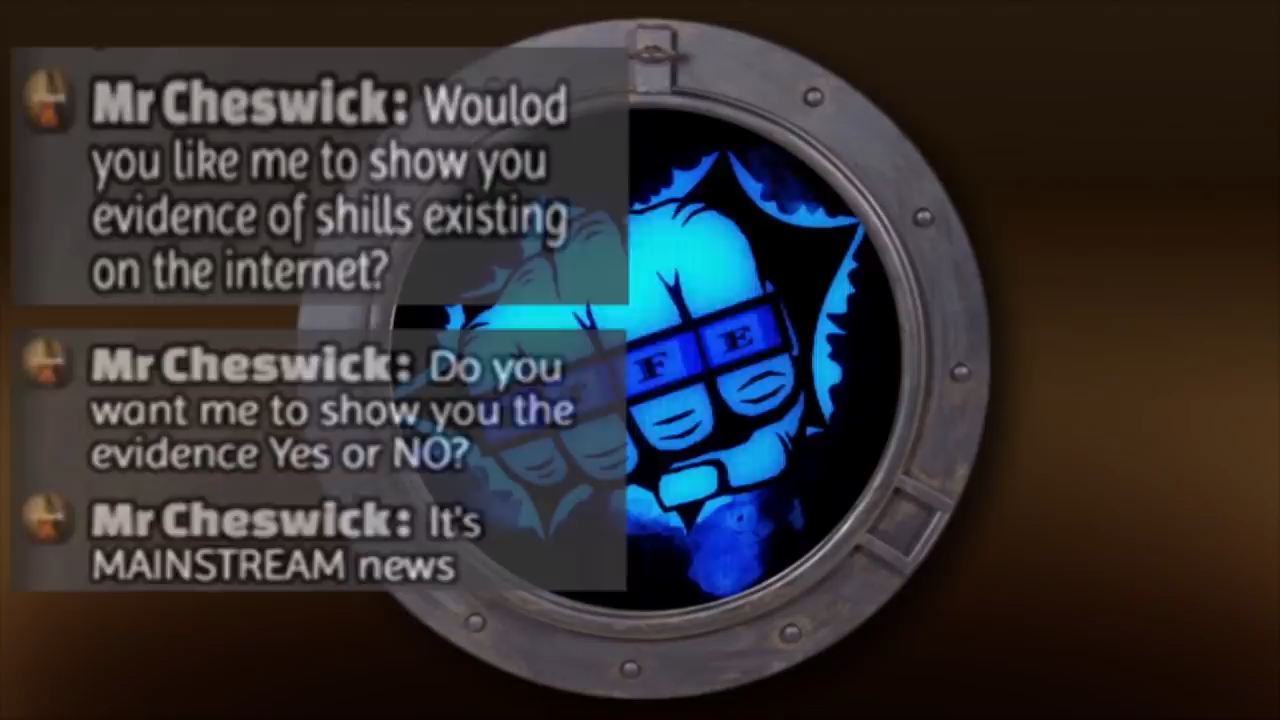 Mr Cheswick: Woulod
you like me to show you
evidence of shills existing
on the internet?
Mr Cheswick: Do you
want me to show you the
evidence Yes or NO?
Mr Cheswick: It's
MAINSTREAM news
F E